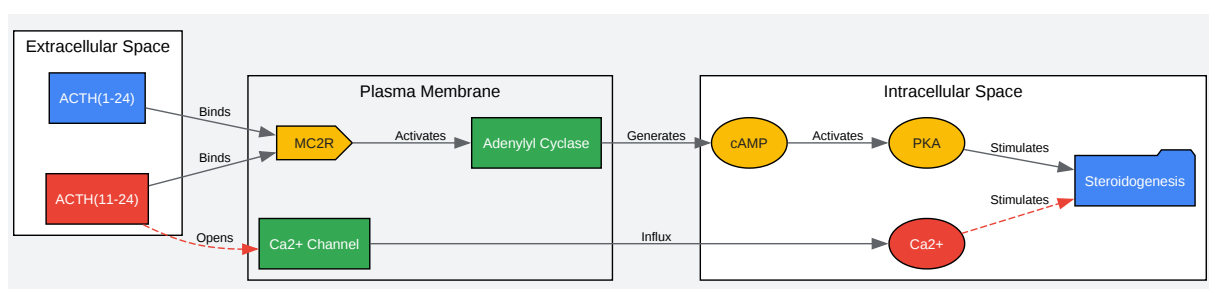 Extracellular Space
ACTH(1-24)
ACTH(11-24)
Binds
Binds
Opens
Plasma Membrane
MC2R
Activates
Adenylyl Cyclase
Ca2+ Channel
Generates
Influx
Intracellular Space
cAMP
Activates
PKA
Stimulates
Steroidogenesis
Stimulates
Ca2+